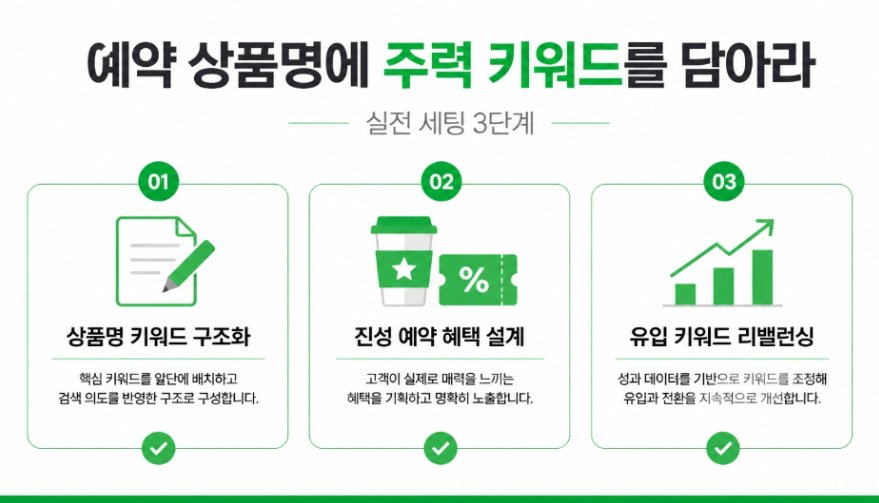 예약 상품명에 주력 키워드를 담아라
실전 세팅 3단계
01
02
03
%
상품명 키워드 구조화
핵심 키워드를 앞단에 배치하고
검색 의도를 반영한 구조로 구성합니다.
진성 예약 혜택 설계
고객이 실제로 매력을 느끼는
혜택을 기획하고 명확히 노출합니다.
유입 키워드 리밸런싱
성과 데이터를 기반으로 키워드를 조정해
유입과 전환을 지속적으로 개선합니다.